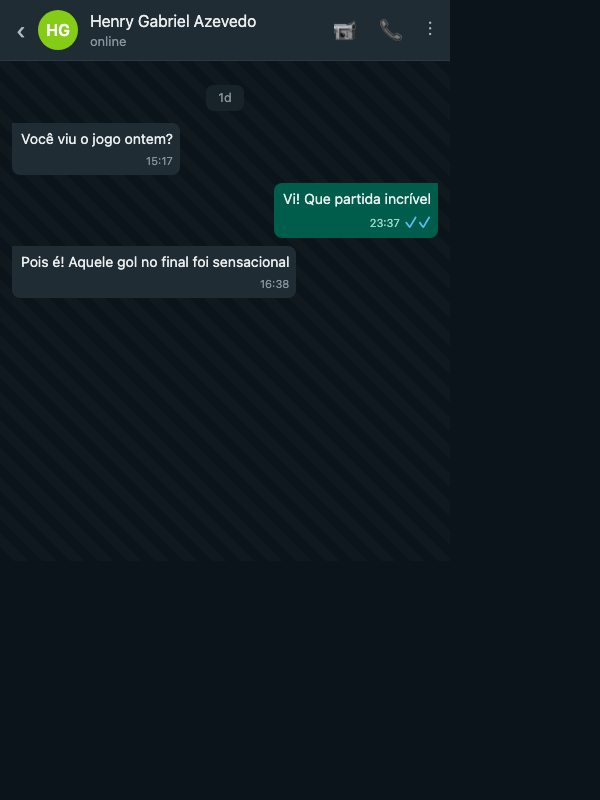 HG
Henry Gabriel Azevedo
online
1d
Você viu o jogo ontem?
15:17
Vi! Que partida incrível
23:37
Pois é! Aquele gol no final foi sensacional
16:38